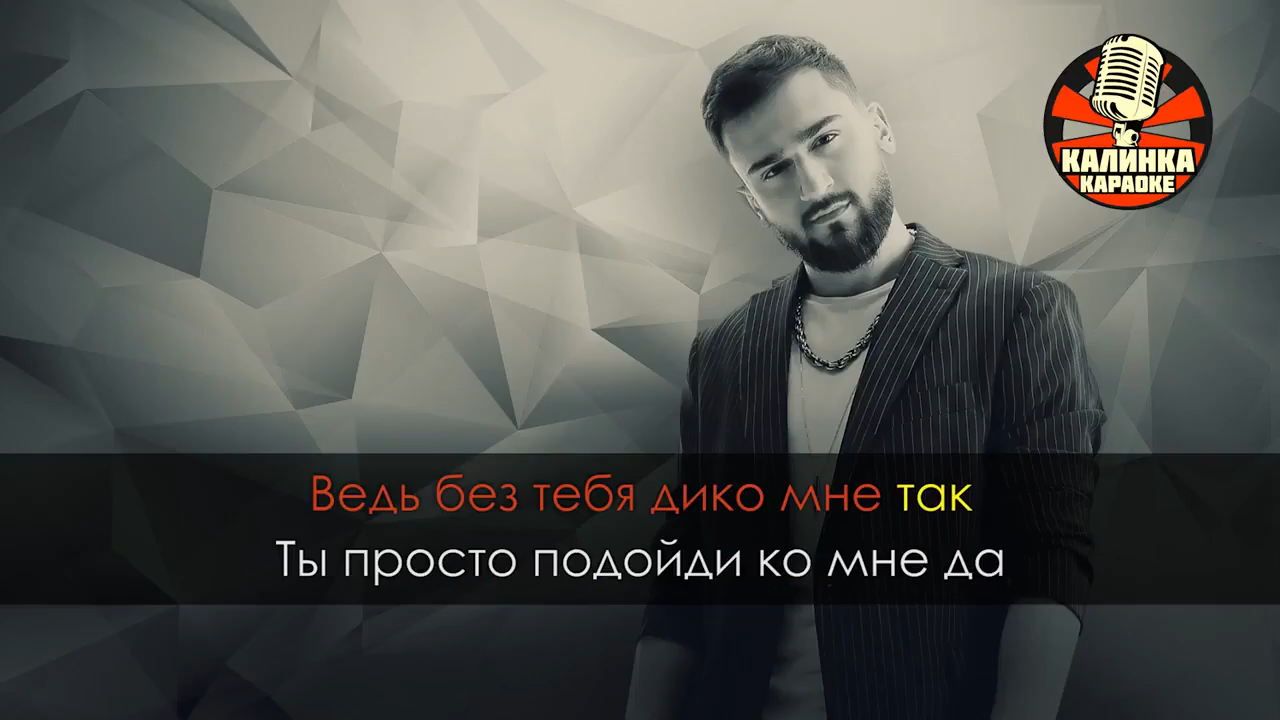 КАЛИНКА
КАРАОКЕ
Ведь без тебя дико мне так
Ты просто подойди ко мне да